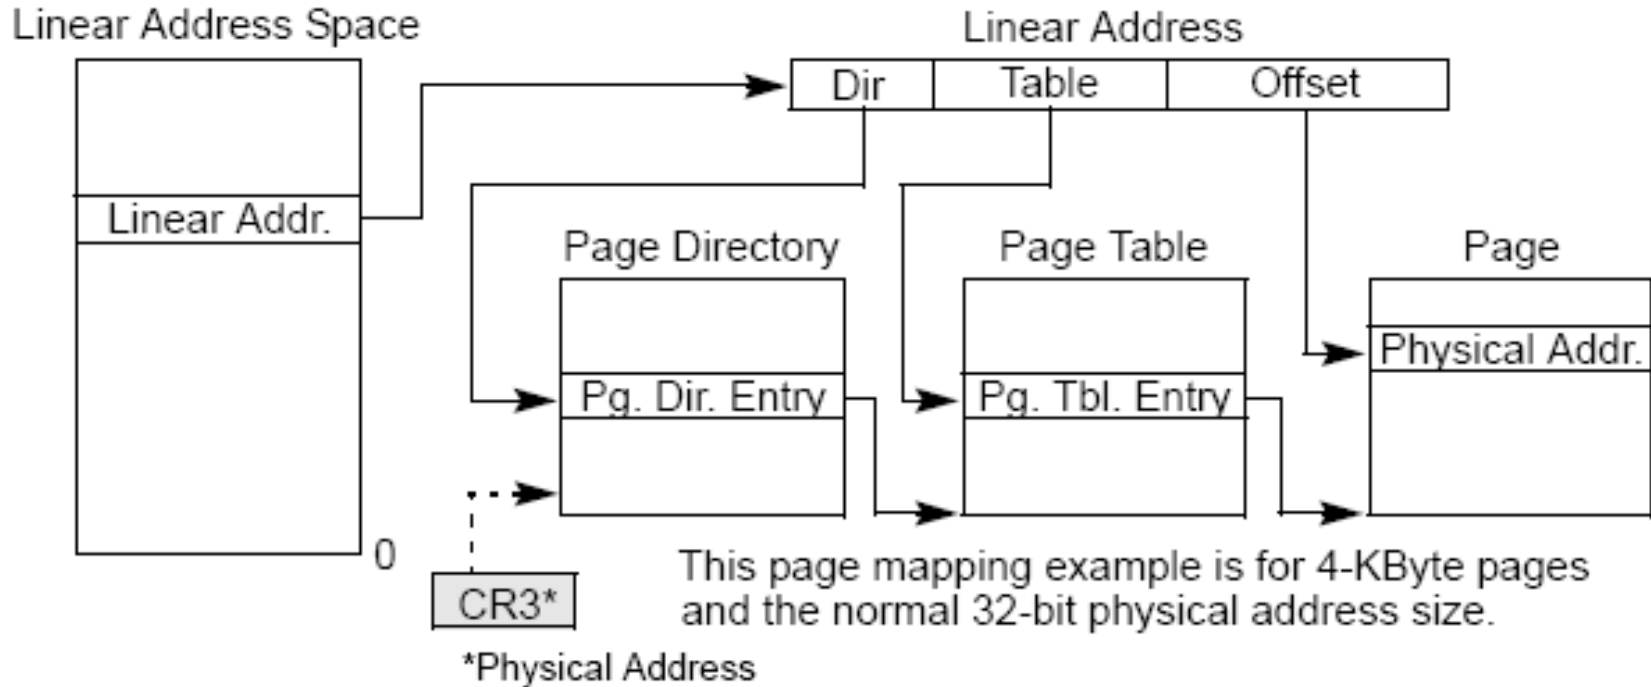 Linear Address Space
Linear Address
Dir
Table
Offset
Linear Addr.
Page Directory
Page Table
Page
Physical Addr.
Pg. Dir. Entry
Pg. Tbl. Entry
0
CR3*
This page mapping example is for 4-KByte pages
and the normal 32-bit physical address size.
*Physical Address